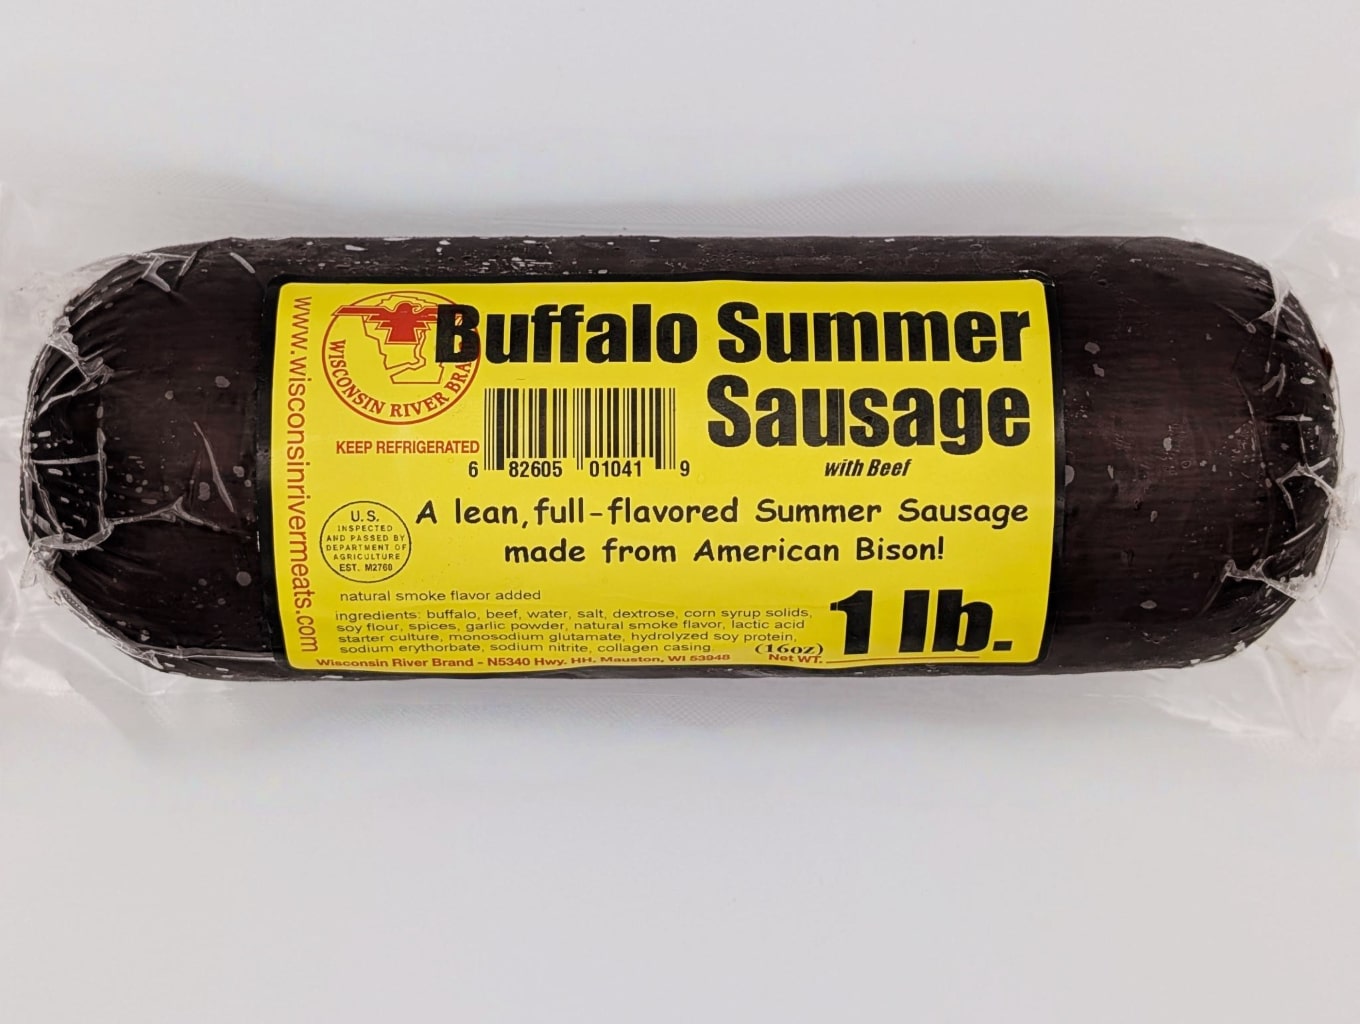 www.wisconsinrivermeats.com
WISCONSIN RIVER BRA
Buffalo Summer
Sausage
with Beef
KEEP REFRIGERATED
6 82605 01041 9
A lean, full-flavored Summer Sausage
made from American Bison!
U.S.
INSPECTED
AND PASSED BY
DEPARTMENT OF
AGRICULTURE
EST. M2760
natural smoke flavor added
ingredients: buffalo, beef, water, salt, dextrose, corn syrup solids,
soy flour, spices, garlic powder, natural smoke flavor, lactic acid
starter culture, monosodium glutamate, hydrolyzed soy protein,
sodium erythorbate, sodium nitrite, collagen casing.
(16oz)
Net WT.
1 lb.
Wisconsin River Brand - N5340 Hwy. HH, Mauston, WI 53948